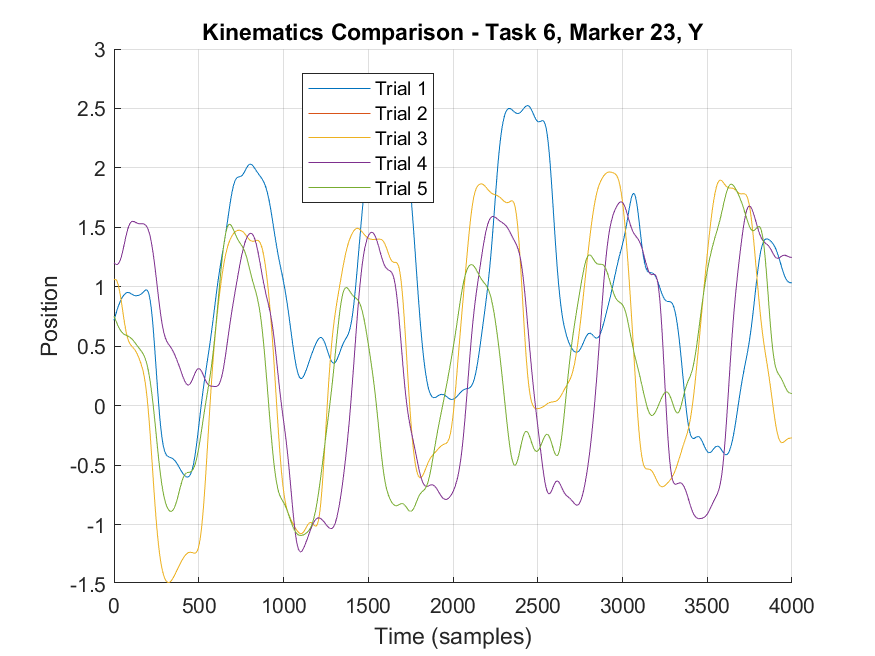 Kinematics Comparison - Task 6, Marker 23, Y
3
2.5
2
1.5
1
0.5
0
-0.5
-1
-1.5
Position
Trial 1
Trial 2
Trial 3
Trial 4
Trial 5
0 500 1000 1500 2000 2500 3000 3500 4000
Time (samples)